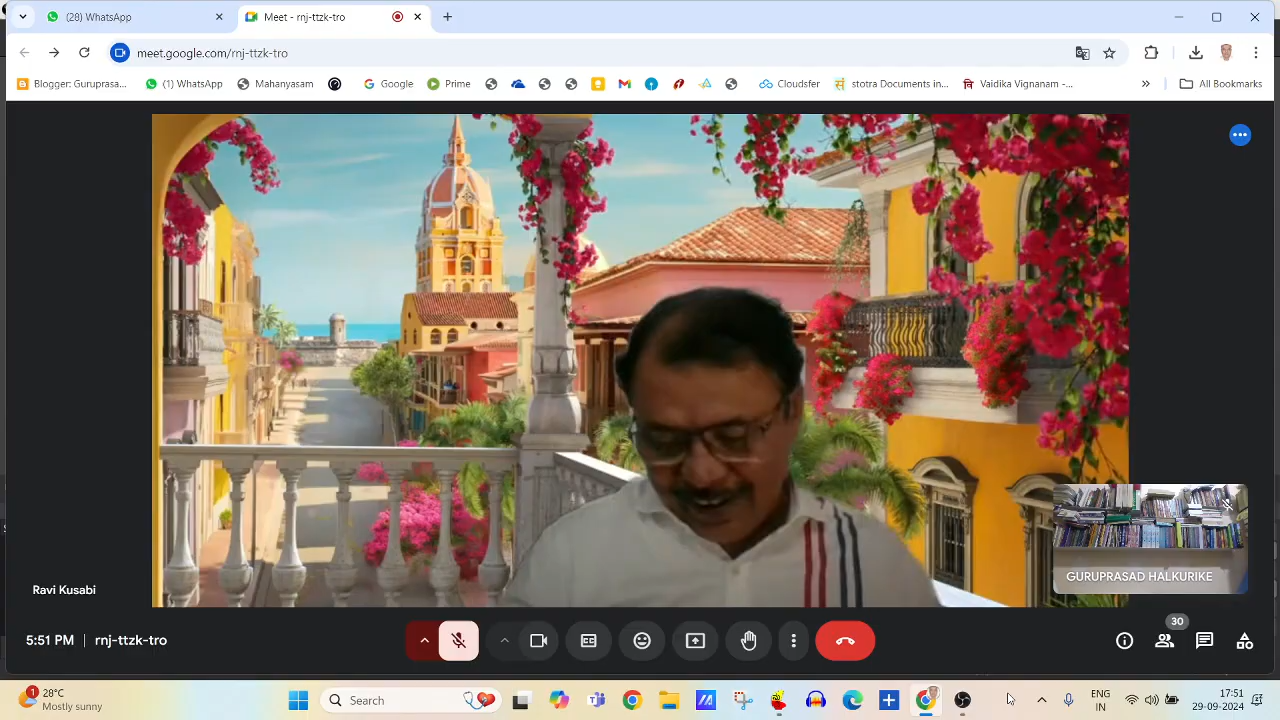 (28) WhatsApp
Meet - rnj-ttzk-tro
meet.google.com/rnj-ttzk-tro
Blogger: Guruprasa...
(1) WhatsApp
Mahanyasam
Google
Prime
Cloudsfer
stotra Documents in...
Vaidika Vignanam -...
»
All Bookmarks
Ravi Kusabi
GURUPRASAD HALKURIKE
5:51 PM | rnj-ttzk-tro
30
1
28°C
Mostly sunny
Search
ENG
IN
17:51
29-09-2024